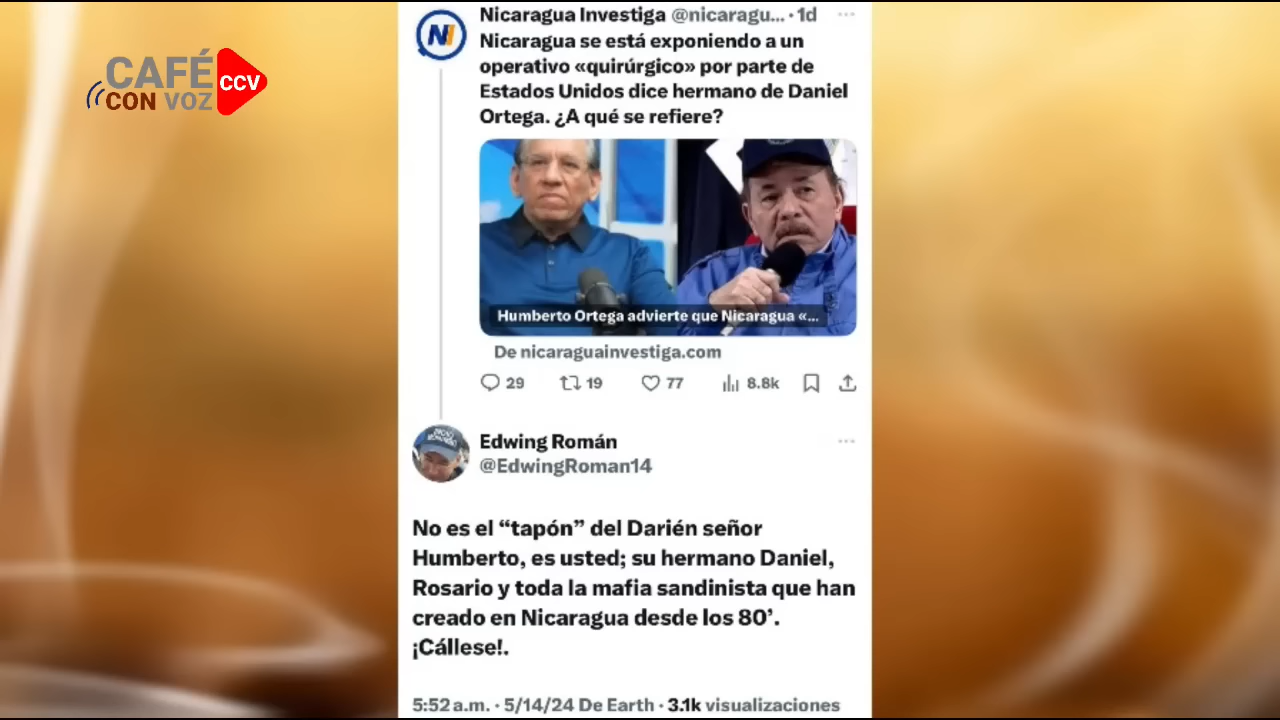 CAFÉ
CON VOZ
CCV
Nicaragua Investiga @nicaragu... · 1d
Nicaragua se está exponiendo a un
operativo «quirúrgico» por parte de
Estados Unidos dice hermano de Daniel
Ortega. ¿A qué se refiere?
Humberto Ortega advierte que Nicaragua «...
De nicaraguainvestiga.com
29 19 77 8.8k
Edwing Román
@EdwingRoman14
No es el “tapón” del Darién señor
Humberto, es usted; su hermano Daniel,
Rosario y toda la mafia sandinista que han
creado en Nicaragua desde los 80’.
¡Cállese!.
5:52 a.m. · 5/14/24 De Earth · 3.1k visualizaciones